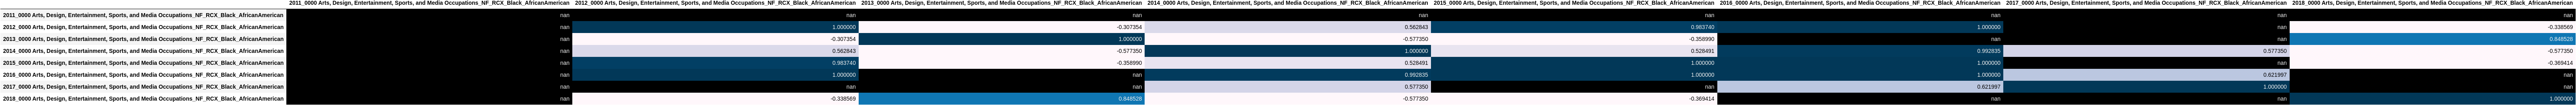 2011_0000 Arts, Design, Entertainment, Sports, and Media Occupations_NF_RCX_Black_AfricanAmerican 2012_0000 Arts, Design, Entertainment, Sports, and Media Occupations_NF_RCX_Black_AfricanAmerican 2013_0000 Arts, Design, Entertainment, Sports, and Media Occupations_NF_RCX_Black_AfricanAmerican 2014_0000 Arts, Design, Entertainment, Sports, and Media Occupations_NF_RCX_Black_AfricanAmerican 2015_0000 Arts, Design, Entertainment, Sports, and Media Occupations_NF_RCX_Black_AfricanAmerican 2016_0000 Arts, Design, Entertainment, Sports, and Media Occupations_NF_RCX_Black_AfricanAmerican 2017_0000 Arts, Design, Entertainment, Sports, and Media Occupations_NF_RCX_Black_AfricanAmerican 2018_0000 Arts, Design, Entertainment, Sports, and Media Occupations_NF_RCX_Black_AfricanAmerican
2011_0000 Arts, Design, Entertainment, Sports, and Media Occupations_NF_RCX_Black_AfricanAmerican nan nan nan nan nan nan nan nan
2012_0000 Arts, Design, Entertainment, Sports, and Media Occupations_NF_RCX_Black_AfricanAmerican nan 1.000000 -0.307354 0.562843 0.983740 1.000000 nan -0.338569
2013_0000 Arts, Design, Entertainment, Sports, and Media Occupations_NF_RCX_Black_AfricanAmerican nan -0.307354 1.000000 -0.577350 -0.358990 nan nan 0.848528
2014_0000 Arts, Design, Entertainment, Sports, and Media Occupations_NF_RCX_Black_AfricanAmerican nan 0.562843 -0.577350 1.000000 0.528491 0.992835 0.577350 -0.577350
2015_0000 Arts, Design, Entertainment, Sports, and Media Occupations_NF_RCX_Black_AfricanAmerican nan 0.983740 -0.358990 0.528491 1.000000 1.000000 nan -0.369414
2016_0000 Arts, Design, Entertainment, Sports, and Media Occupations_NF_RCX_Black_AfricanAmerican nan 1.000000 nan 0.992835 1.000000 1.000000 0.621997 nan
2017_0000 Arts, Design, Entertainment, Sports, and Media Occupations_NF_RCX_Black_AfricanAmerican nan nan nan 0.577350 nan 0.621997 1.000000 nan
2018_0000 Arts, Design, Entertainment, Sports, and Media Occupations_NF_RCX_Black_AfricanAmerican nan -0.338569 0.848528 -0.577350 -0.369414 nan nan 1.000000